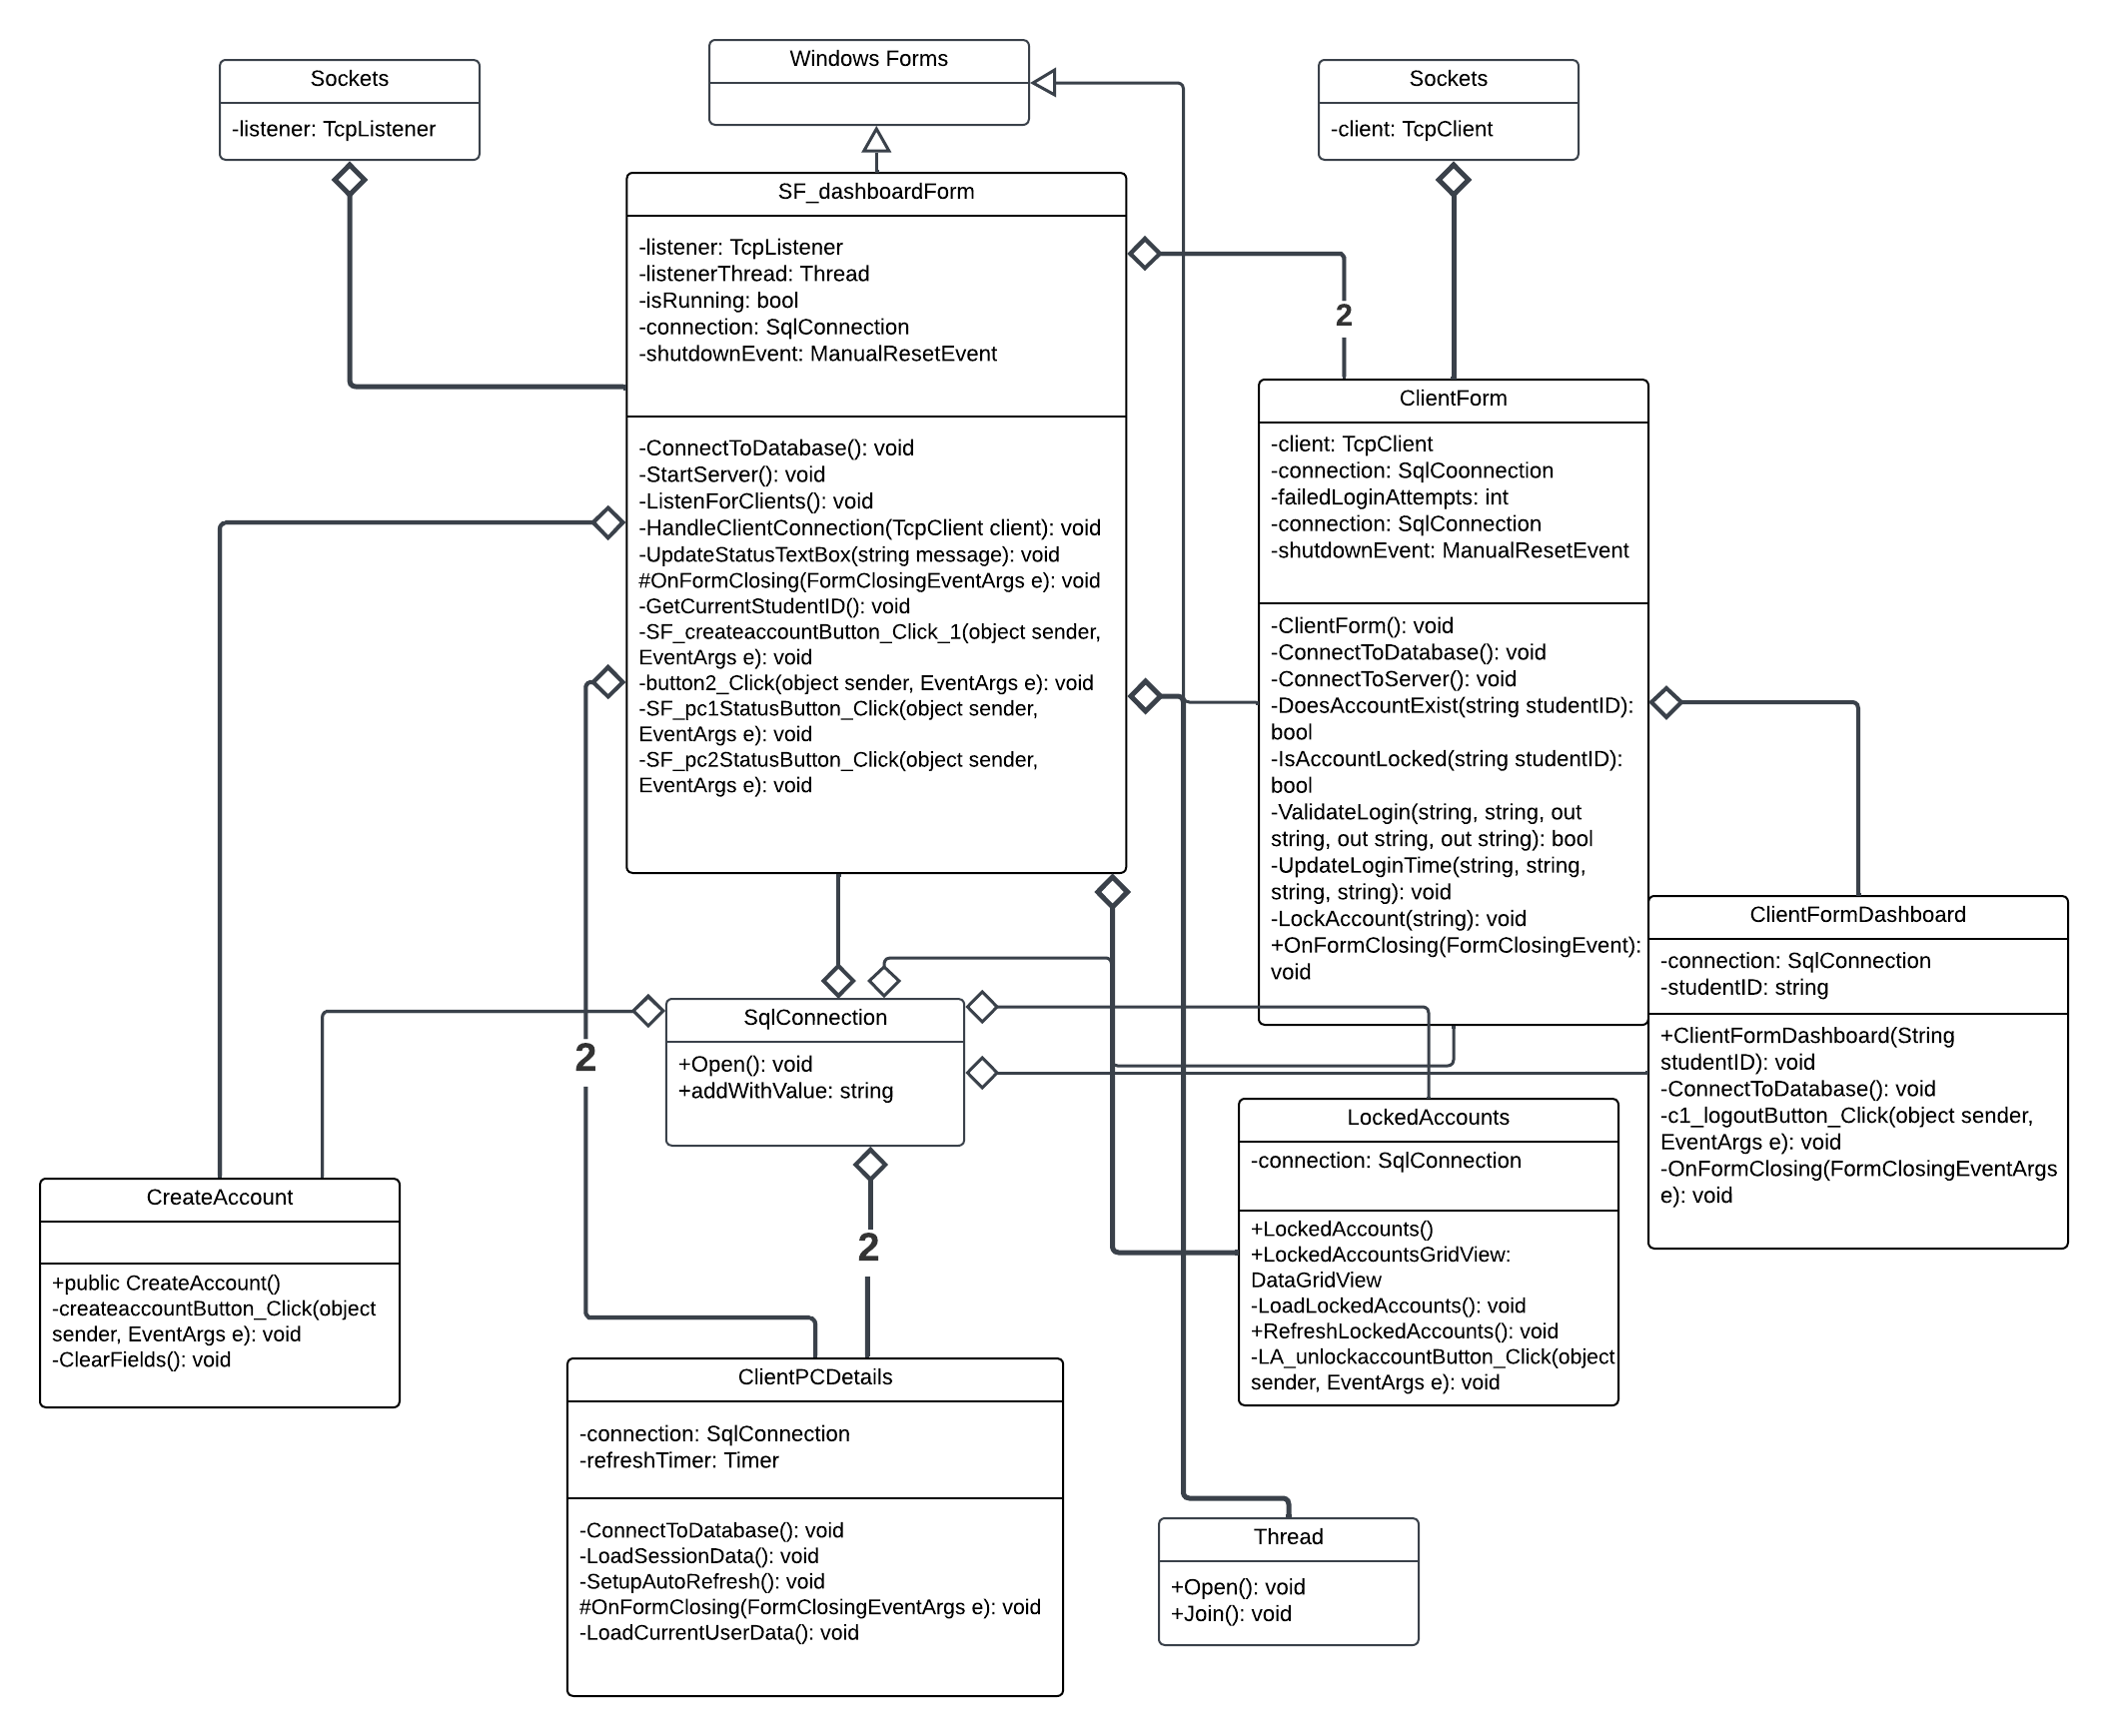 Sockets
-listener: TcpListener
Windows Forms
Sockets
-client: TcpClient
SF_dashboardForm
-listener: TcpListener
-listenerThread: Thread
-isRunning: bool
-connection: SqlConnection
-shutdownEvent: ManualResetEvent
-ConnectToDatabase(): void
-StartServer(): void
-ListenForClients(): void
-HandleClientConnection(TcpClient client): void
-UpdateStatusTextBox(string message): void
#OnFormClosing(FormClosingEventArgs e): void
-GetCurrentStudentID(): void
-SF_createaccountButton_Click_1(object sender,
EventArgs e): void
-button2_Click(object sender, EventArgs e): void
-SF_pc1StatusButton_Click(object sender,
EventArgs e): void
-SF_pc2StatusButton_Click(object sender,
EventArgs e): void
2
ClientForm
-client: TcpClient
-connection: SqlCoonnection
-failedLoginAttempts: int
-connection: SqlConnection
-shutdownEvent: ManualResetEvent
-ClientForm(): void
-ConnectToDatabase(): void
-ConnectToServer(): void
-DoesAccountExist(string studentID):
bool
-IsAccountLocked(string studentID):
bool
-ValidateLogin(string, string, out
string, out string, out string): bool
-UpdateLoginTime(string, string,
string, string): void
-LockAccount(string): void
+OnFormClosing(FormClosingEvent):
void
ClientFormDashboard
-connection: SqlConnection
-studentID: string
+ClientFormDashboard(String
studentID): void
-ConnectToDatabase(): void
-c1_logoutButton_Click(object sender,
EventArgs e): void
-OnFormClosing(FormClosingEventArgs
e): void
SqlConnection
+Open(): void
+addWithValue: string
2
2
LockedAccounts
-connection: SqlConnection
+LockedAccounts()
+LockedAccountsGridView:
DataGridView
-LoadLockedAccounts(): void
+RefreshLockedAccounts(): void
-LA_unlockaccountButton_Click(object
sender, EventArgs e): void
CreateAccount
+public CreateAccount()
-createaccountButton_Click(object
sender, EventArgs e): void
-ClearFields(): void
ClientPCDetails
-connection: SqlConnection
-refreshTimer: Timer
-ConnectToDatabase(): void
-LoadSessionData(): void
-SetupAutoRefresh(): void
#OnFormClosing(FormClosingEventArgs e): void
-LoadCurrentUserData(): void
Thread
+Open(): void
+Join(): void